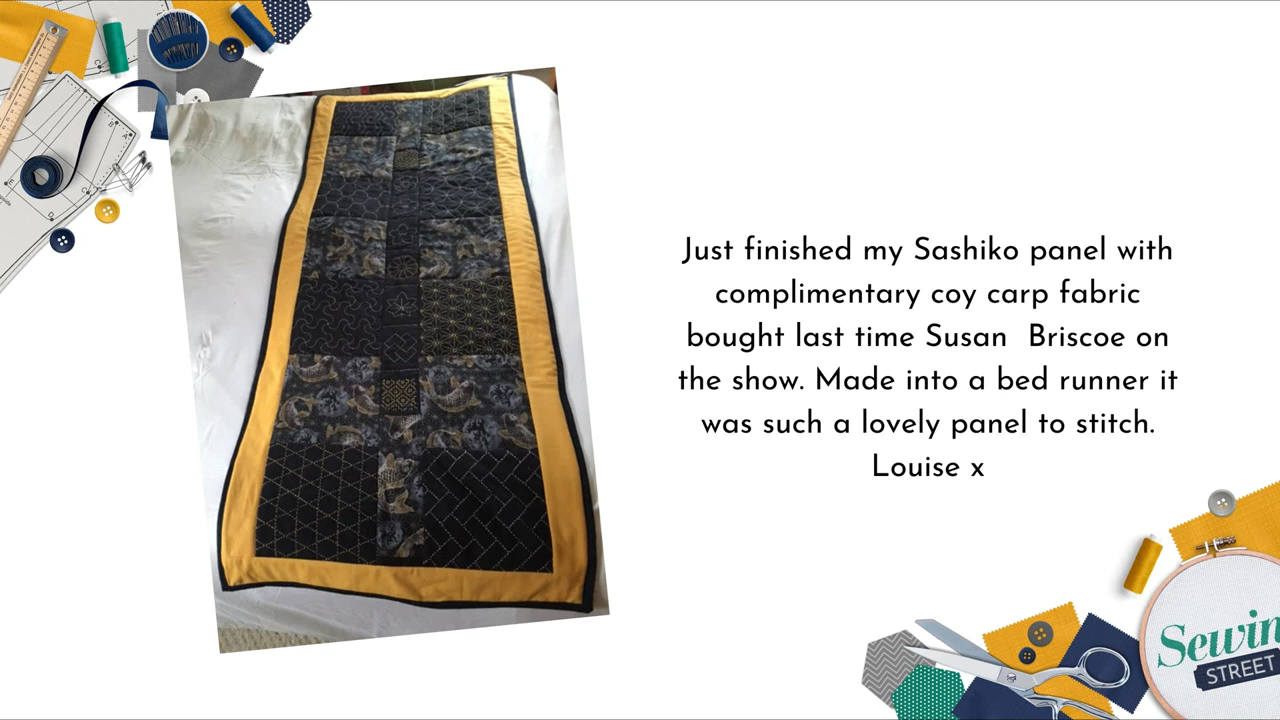 Just finished my Sashiko panel with
complimentary coy carp fabric
bought last time Susan  Briscoe on
the show. Made into a bed runner it
was such a lovely panel to stitch.
Louise x
Sewin
STREET